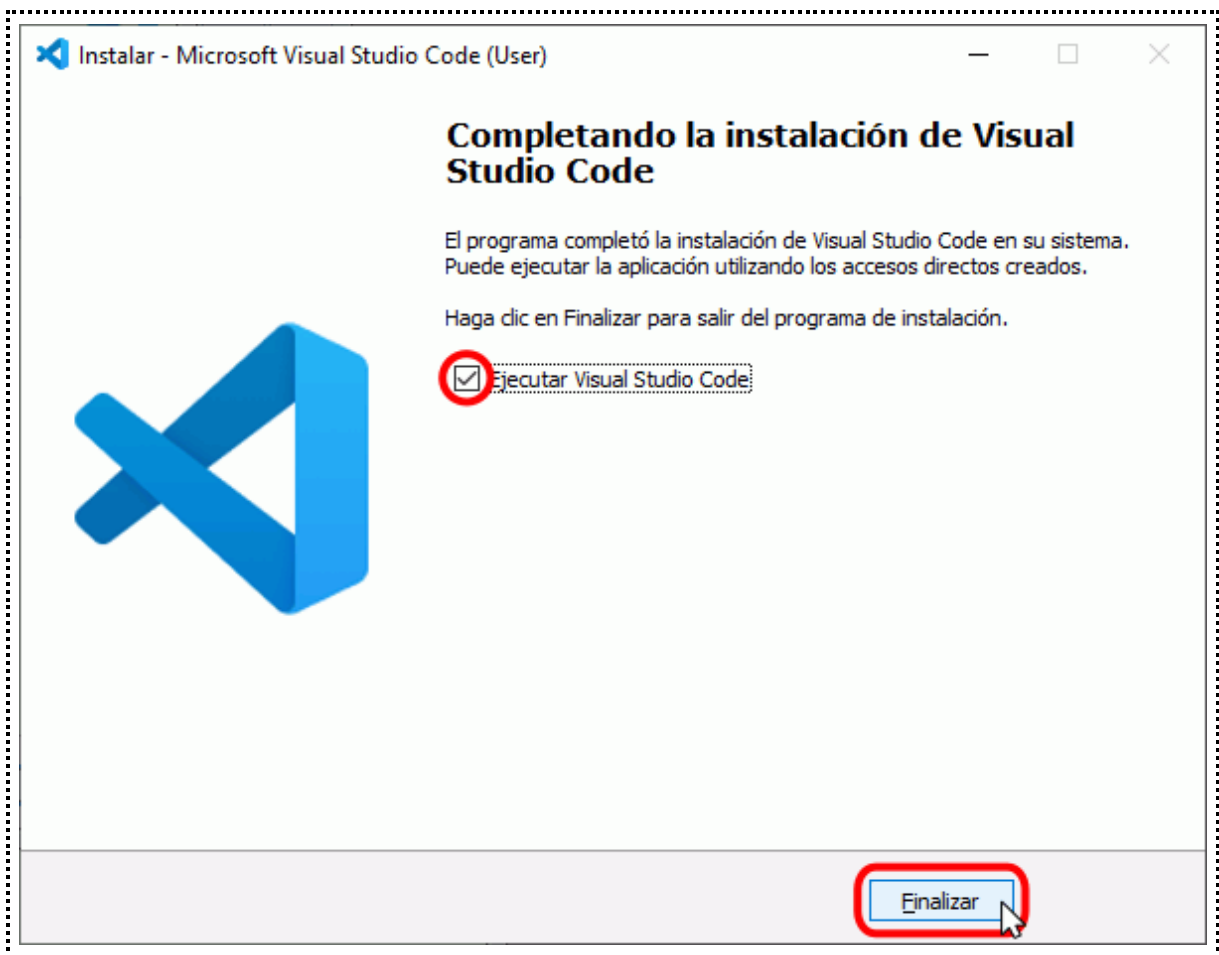 Instalar - Microsoft Visual Studio Code (User)
Completando la instalación de Visual
Studio Code
El programa completó la instalación de Visual Studio Code en su sistema.
Puede ejecutar la aplicación utilizando los accesos directos creados.
Haga clic en Finalizar para salir del programa de instalación.
Ejecutar Visual Studio Code
Finalizar